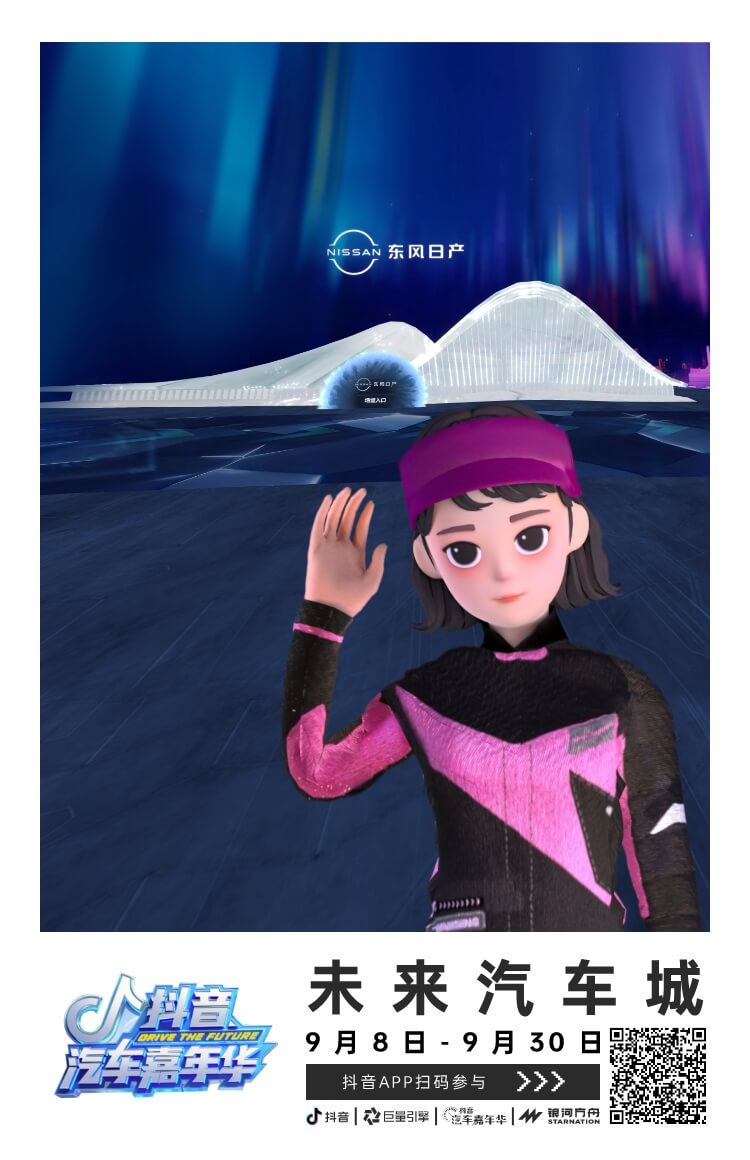 NISSAN 东风日产
NISSAN 东风日产
场馆入口
抖音
DRIVE THE FUTURE
汽车嘉年华
未来汽车城
9月8日-9月30日
抖音APP扫码参与
抖音 | 巨量引擎 | 抖音汽车嘉年华 | 银河方舟 STARNATION